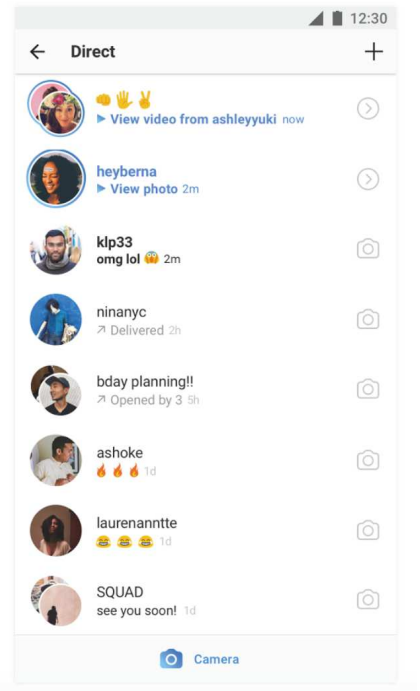 12:30
Direct
👊🖐✌
View video from ashleyyuki now
heyberna
View photo 2m
klp33
omg lol 😱 2m
ninanyc
Delivered 2h
bday planning!!
Opened by 3 5h
ashoke
🔥🔥🔥 1d
laurenanntte
😂😂😂 1d
SQUAD
see you soon! 1d
Camera